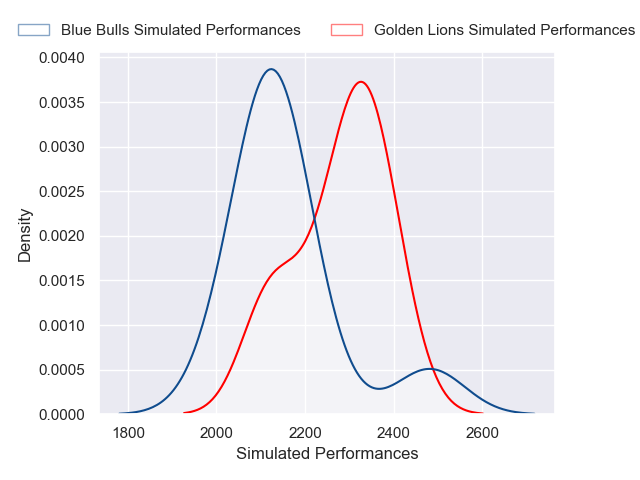 Blue Bulls Simulated Performances
Golden Lions Simulated Performances
0.0040
0.0035
0.0030
0.0025
0.0020
0.0015
0.0010
0.0005
0.0000
Density
1800 2000 2200 2400 2600
Simulated Performances